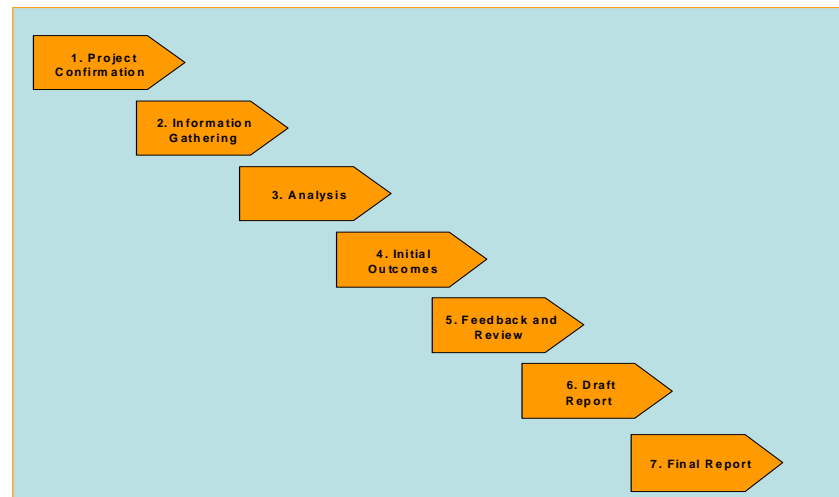 1. Project
Confirmation
2. Information
Gathering
3. Analysis
4. Initial
Outcomes
5. Feedback and
Review
6. Draft
Report
7. Final Report